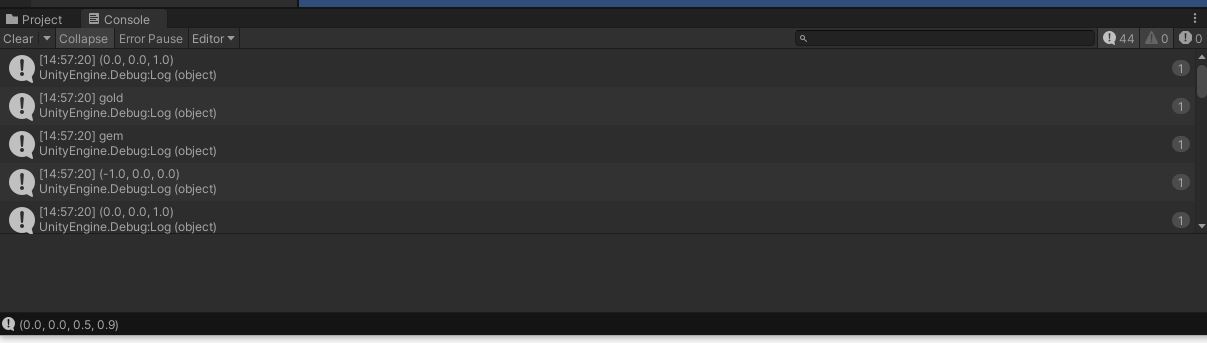 Project Console
Clear Collapse Error Pause Editor 44 0 0
[14:57:20] (0.0, 0.0, 1.0)
UnityEngine.Debug:Log (object) 1
[14:57:20] gold
UnityEngine.Debug:Log (object) 1
[14:57:20] gem
UnityEngine.Debug:Log (object) 1
[14:57:20] (-1.0, 0.0, 0.0)
UnityEngine.Debug:Log (object) 1
[14:57:20] (0.0, 0.0, 1.0)
UnityEngine.Debug:Log (object) 1
(0.0, 0.0, 0.5, 0.9)